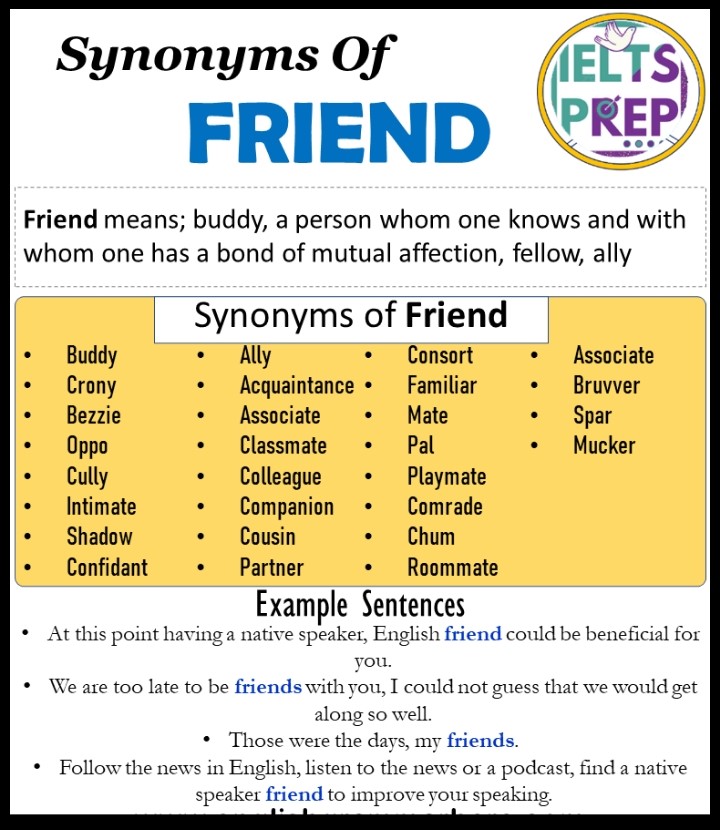 Synonyms Of
FRIEND
IELTS
PREP
Friend means; buddy, a person whom one knows and with
whom one has a bond of mutual affection, fellow, ally
Synonyms of Friend
• Buddy
• Crony
• Bezzie
• Oppo
• Cully
• Intimate
• Shadow
• Confidant
• Ally
• Acquaintance
• Associate
• Classmate
• Colleague
• Companion
• Cousin
• Partner
• Consort
• Familiar
• Mate
• Pal
• Playmate
• Comrade
• Chum
• Roommate
• Associate
• Bruvver
• Spar
• Mucker
Example Sentences
• At this point having a native speaker, English friend could be beneficial for
you.
• We are too late to be friends with you, I could not guess that we would get
along so well.
• Those were the days, my friends.
• Follow the news in English, listen to the news or a podcast, find a native
speaker friend to improve your speaking.